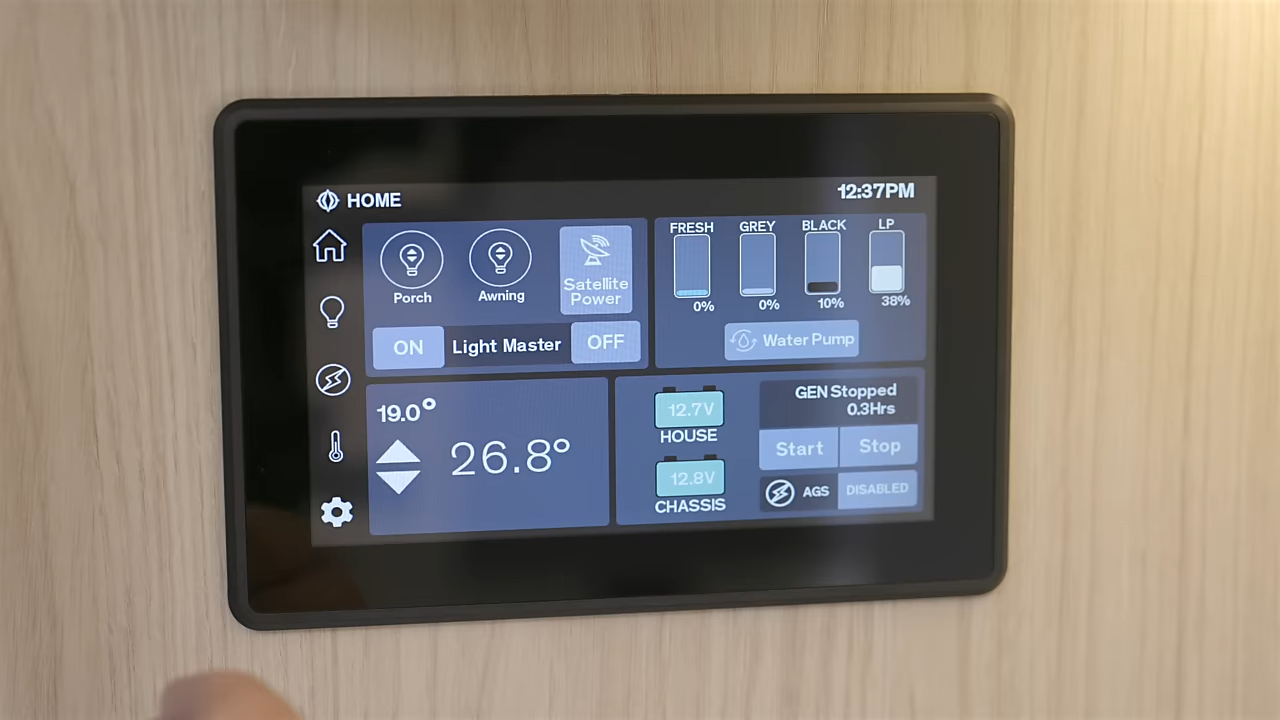 HOME
12:37PM
Porch
Awning
Satellite
Power
ON
Light Master
OFF
FRESH
GREY
BLACK
LP
0%
0%
10%
38%
Water Pump
19.0°
26.8°
12.7V
HOUSE
12.8V
CHASSIS
GEN Stopped
0.3Hrs
Start
Stop
AGS
DISABLED